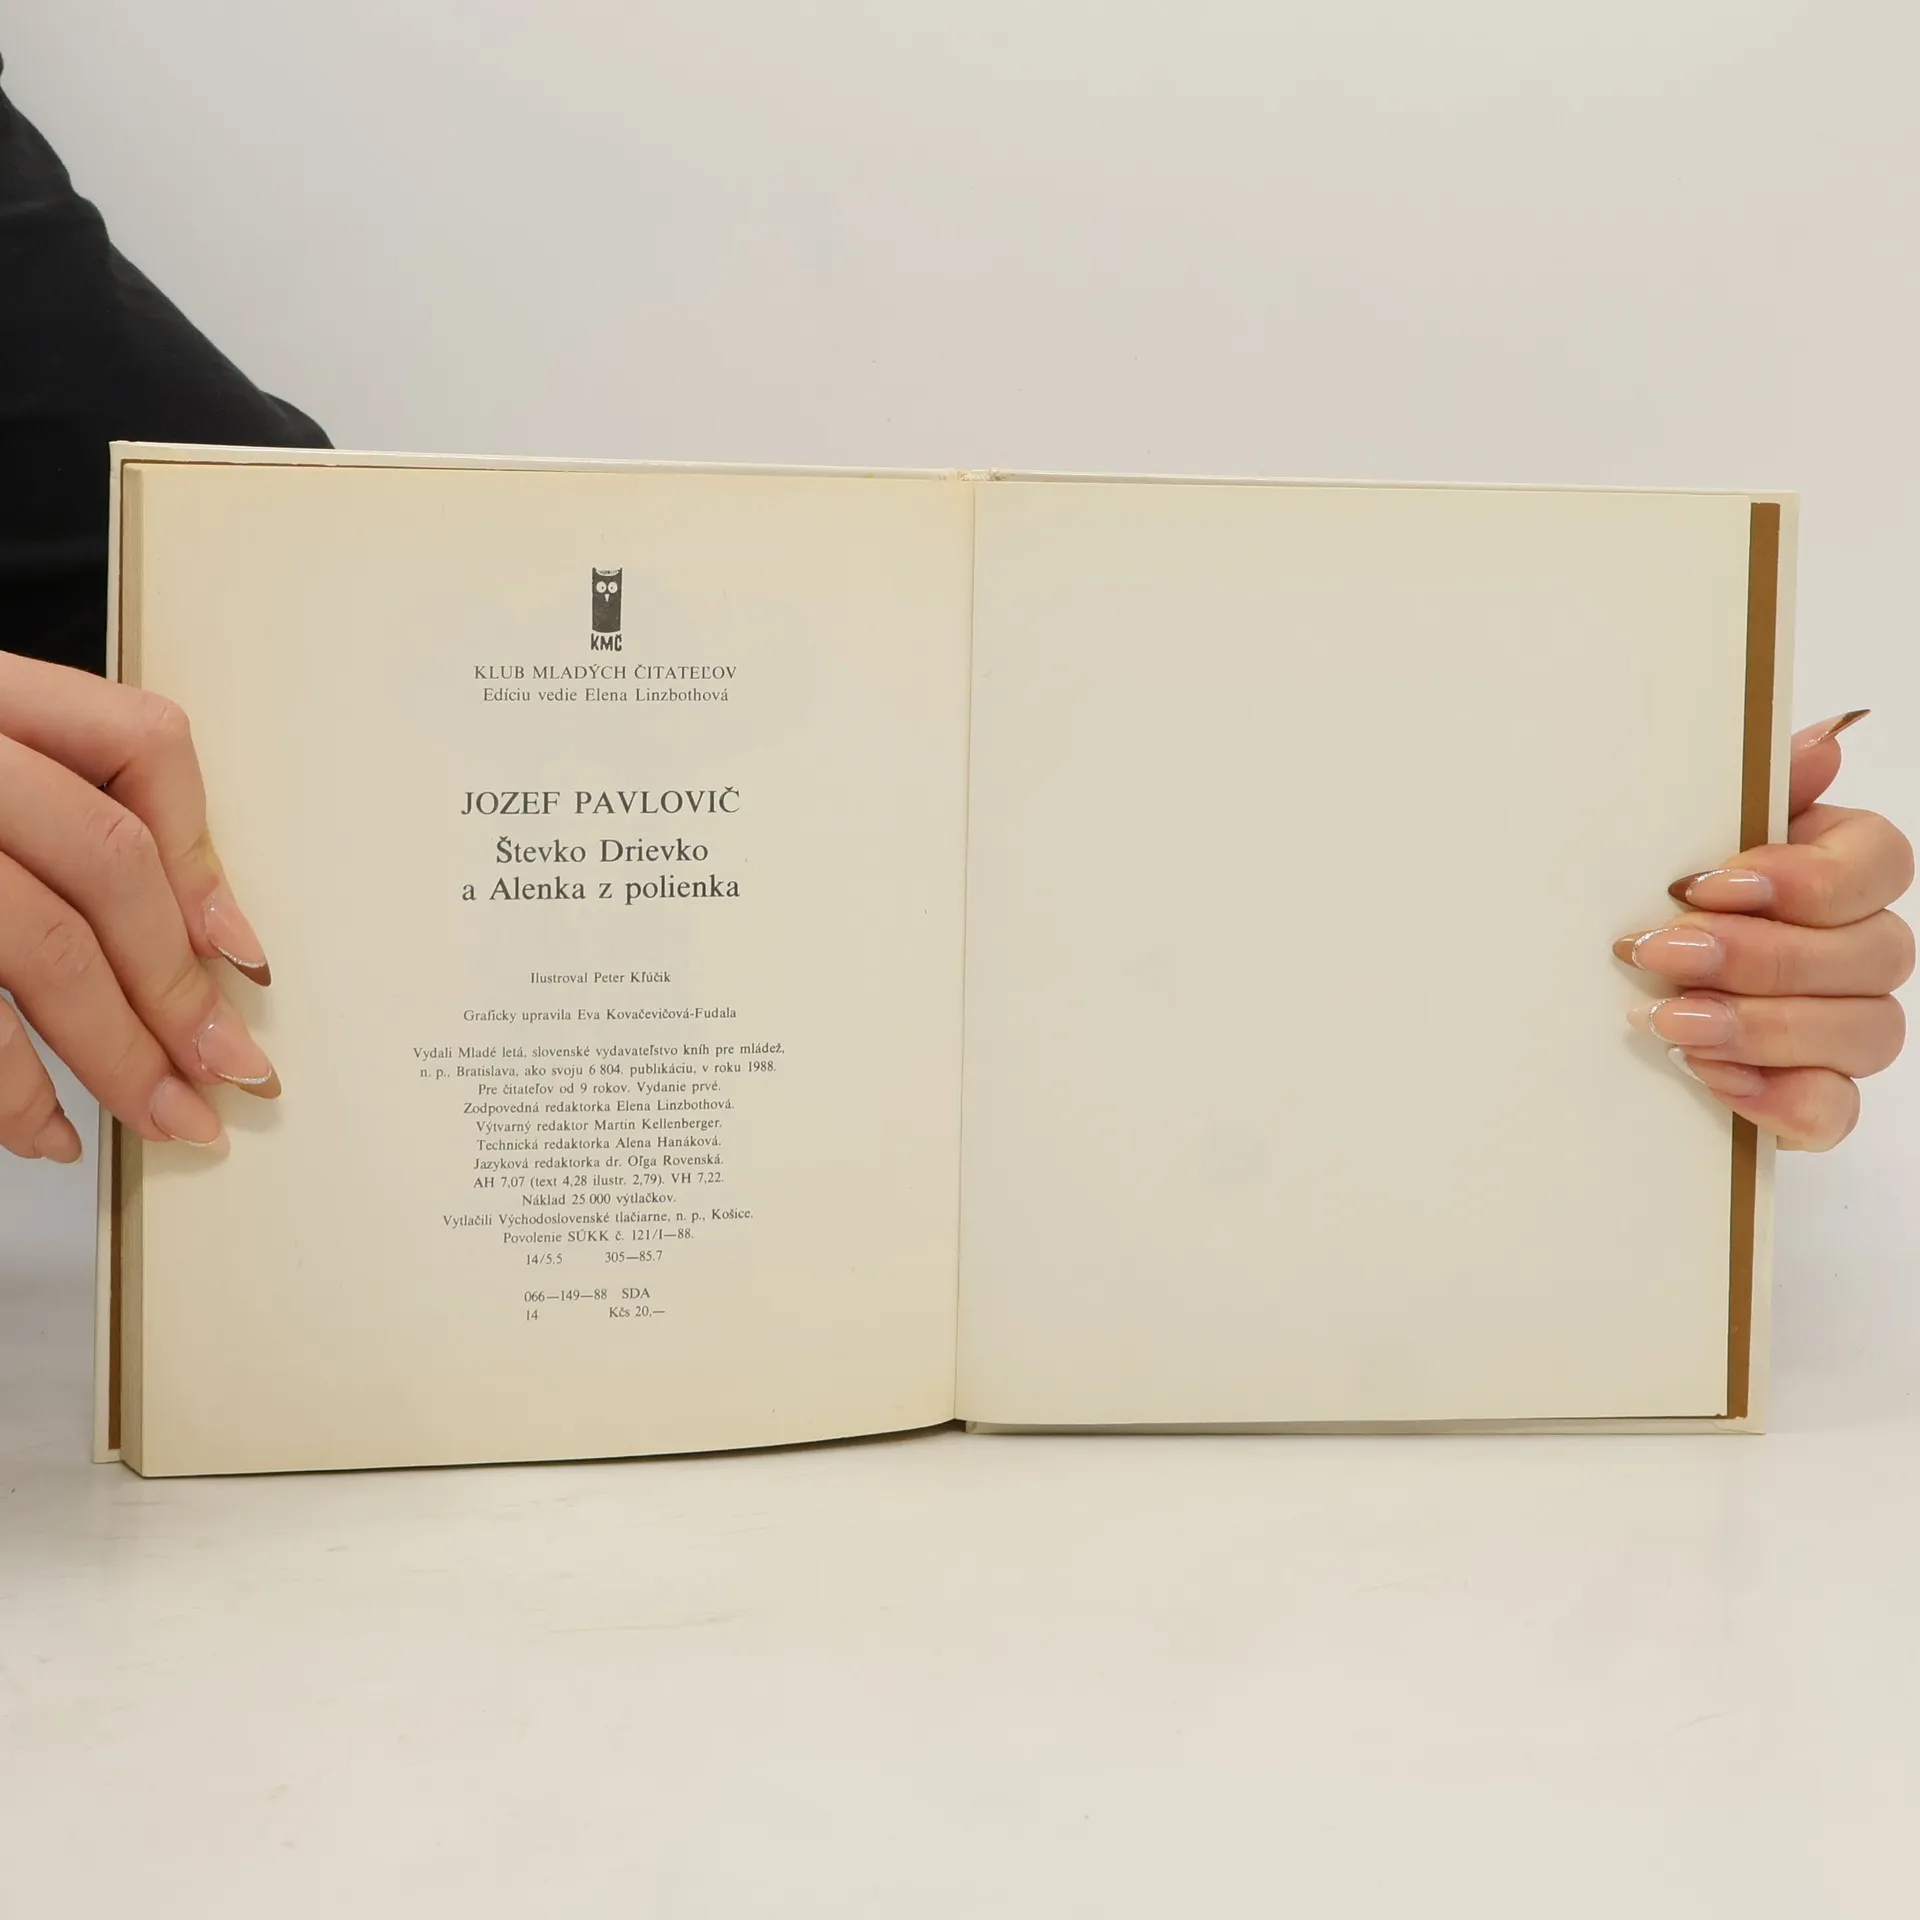 KMČ
KLUB MLADÝCH ČITATEĽOV
Edíciu vedie Elena Linzbothová
JOZEF PAVLOVIČ
Števko Drievko
a Alenka z polienka
Ilustroval Peter Kľúčik
Graficky upravila Eva Kovačevičová-Fudala
Vydali Mladé letá, slovenské vydavateľstvo kníh pre mládež,
n. p., Bratislava, ako svoju 6 804. publikáciu, v roku 1988.
Pre čitateľov od 9 rokov. Vydanie prvé.
Zodpovedná redaktorka Elena Linzbothová.
Výtvarný redaktor Martin Kellenberger.
Technická redaktorka Alena Hanáková.
Jazyková redaktorka dr. Oľga Rovenská.
AH 7,07 (text 4,28 ilustr. 2,79). VH 7,22.
Náklad 25 000 výtlačkov.
Vytlačili Východoslovenské tlačiarne, n. p., Košice.
Povolenie SÚKK č. 121/I—88.
14/5.5 305—85.7
066—149—88 SDA
14 Kčs 20,—